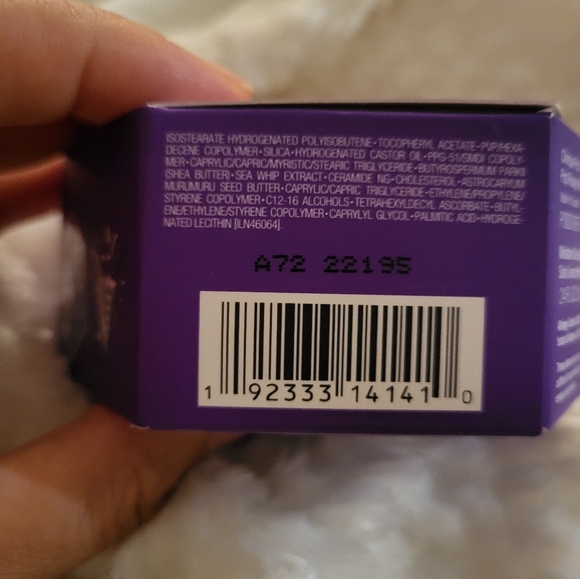 ISOSTEARATE HYDROGENATED POLYISOBUTENE•TOCOPHERYL ACETATE•PVP/HEXA-
DECENE COPOLYMER•SILICA•HYDROGENATED CASTOR OIL•PPG-51/SMDI COPOLY-
MER•CAPRYLIC/CAPRIC/MYRISTIC/STEARIC TRIGLYCERIDE•BUTYROSPERMUM PARKII
(SHEA BUTTER)•SEA WHIP EXTRACT•CERAMIDE NG•CHOLESTEROL•ASTROCARYUM
MURUMURU SEED BUTTER•CAPRYLIC/CAPRIC TRIGLYCERIDE•ETHYLENE/PROPYLENE/
STYRENE COPOLYMER•C12-16 ALCOHOLS•TETRAHEXYLDECYL ASCORBATE•BUTYL-
ENE/ETHYLENE/STYRENE COPOLYMER•CAPRYLYL GLYCOL•PALMITIC ACID•HYDROGE-
NATED LECITHIN [ILN46064].
A72 22195
1 92333 14141 0